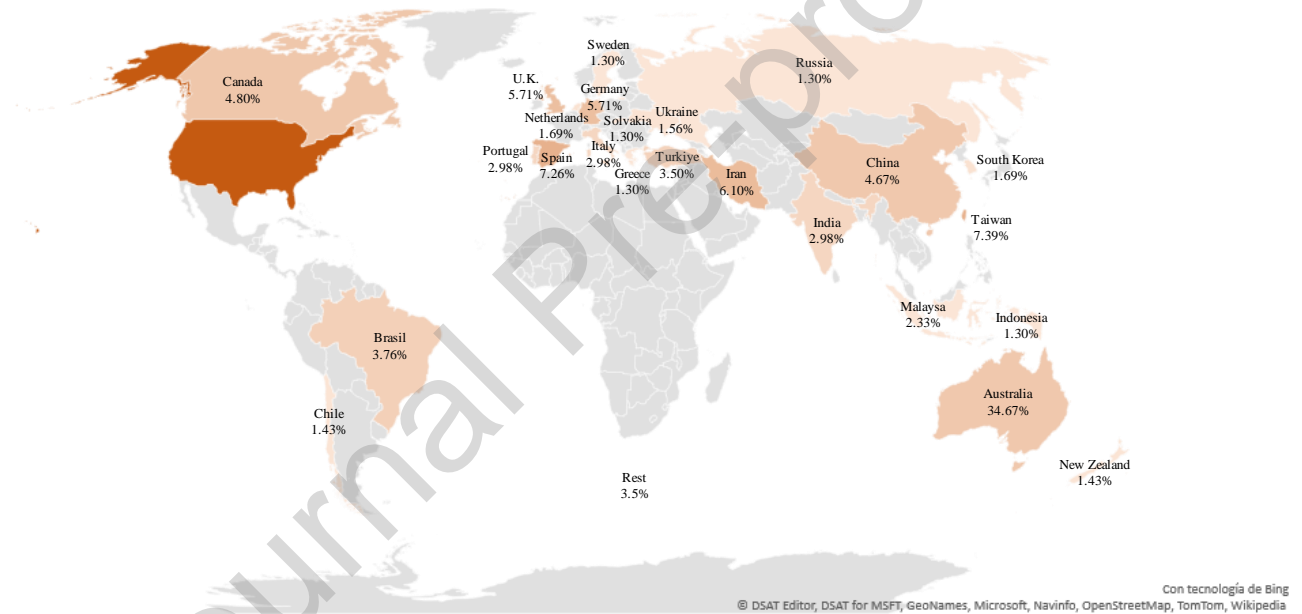 Sweden
1.30%
Russia
1.30%
Canada
4.80%
U.K.
5.71%
Germany
5.71%
Netherlands
1.69%
Solvakia
1.30%
Ukraine
1.56%
Portugal
2.98%
Spain
7.26%
Italy
2.98%
Greece
1.30%
Turkiye
3.50%
Iran
6.10%
China
4.67%
South Korea
1.69%
India
2.98%
Taiwan
7.39%
Malaysa
2.33%
Indonesia
1.30%
Brasil
3.76%
Chile
1.43%
Australia
34.67%
New Zealand
1.43%
Rest
3.5%
urnal Prepro
Con tecnología de Bing
© DSAT Editor, DSAT for MSFT, GeoNames, Microsoft, Navinfo, OpenStreetMap, TomTom, Wikipedia